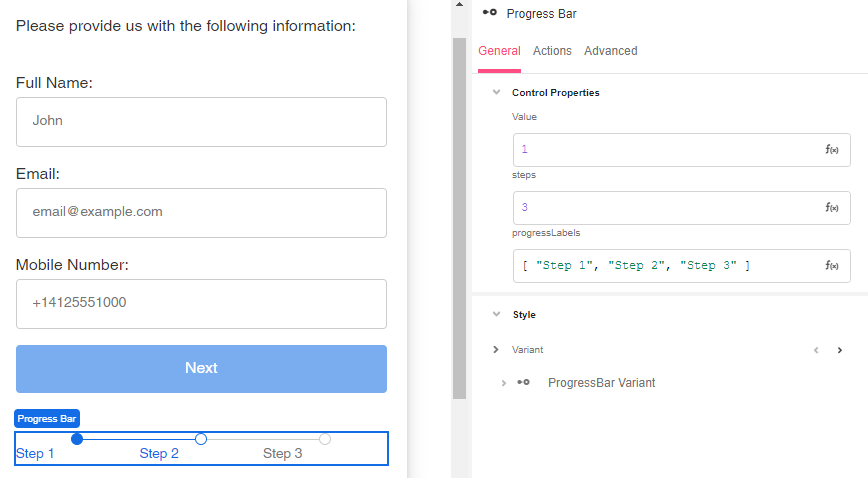 Please provide us with the following information:
Full Name:
John
Email:
email@example.com
Mobile Number:
+14125551000
Next
Progress Bar
Step 1 Step 2 Step 3
Progress Bar
General Actions Advanced
Control Properties
Value
1 f(x)
steps
3 f(x)
progressLabels
[ "Step 1", "Step 2", "Step 3" ] f(x)
Style
Variant
ProgressBar Variant